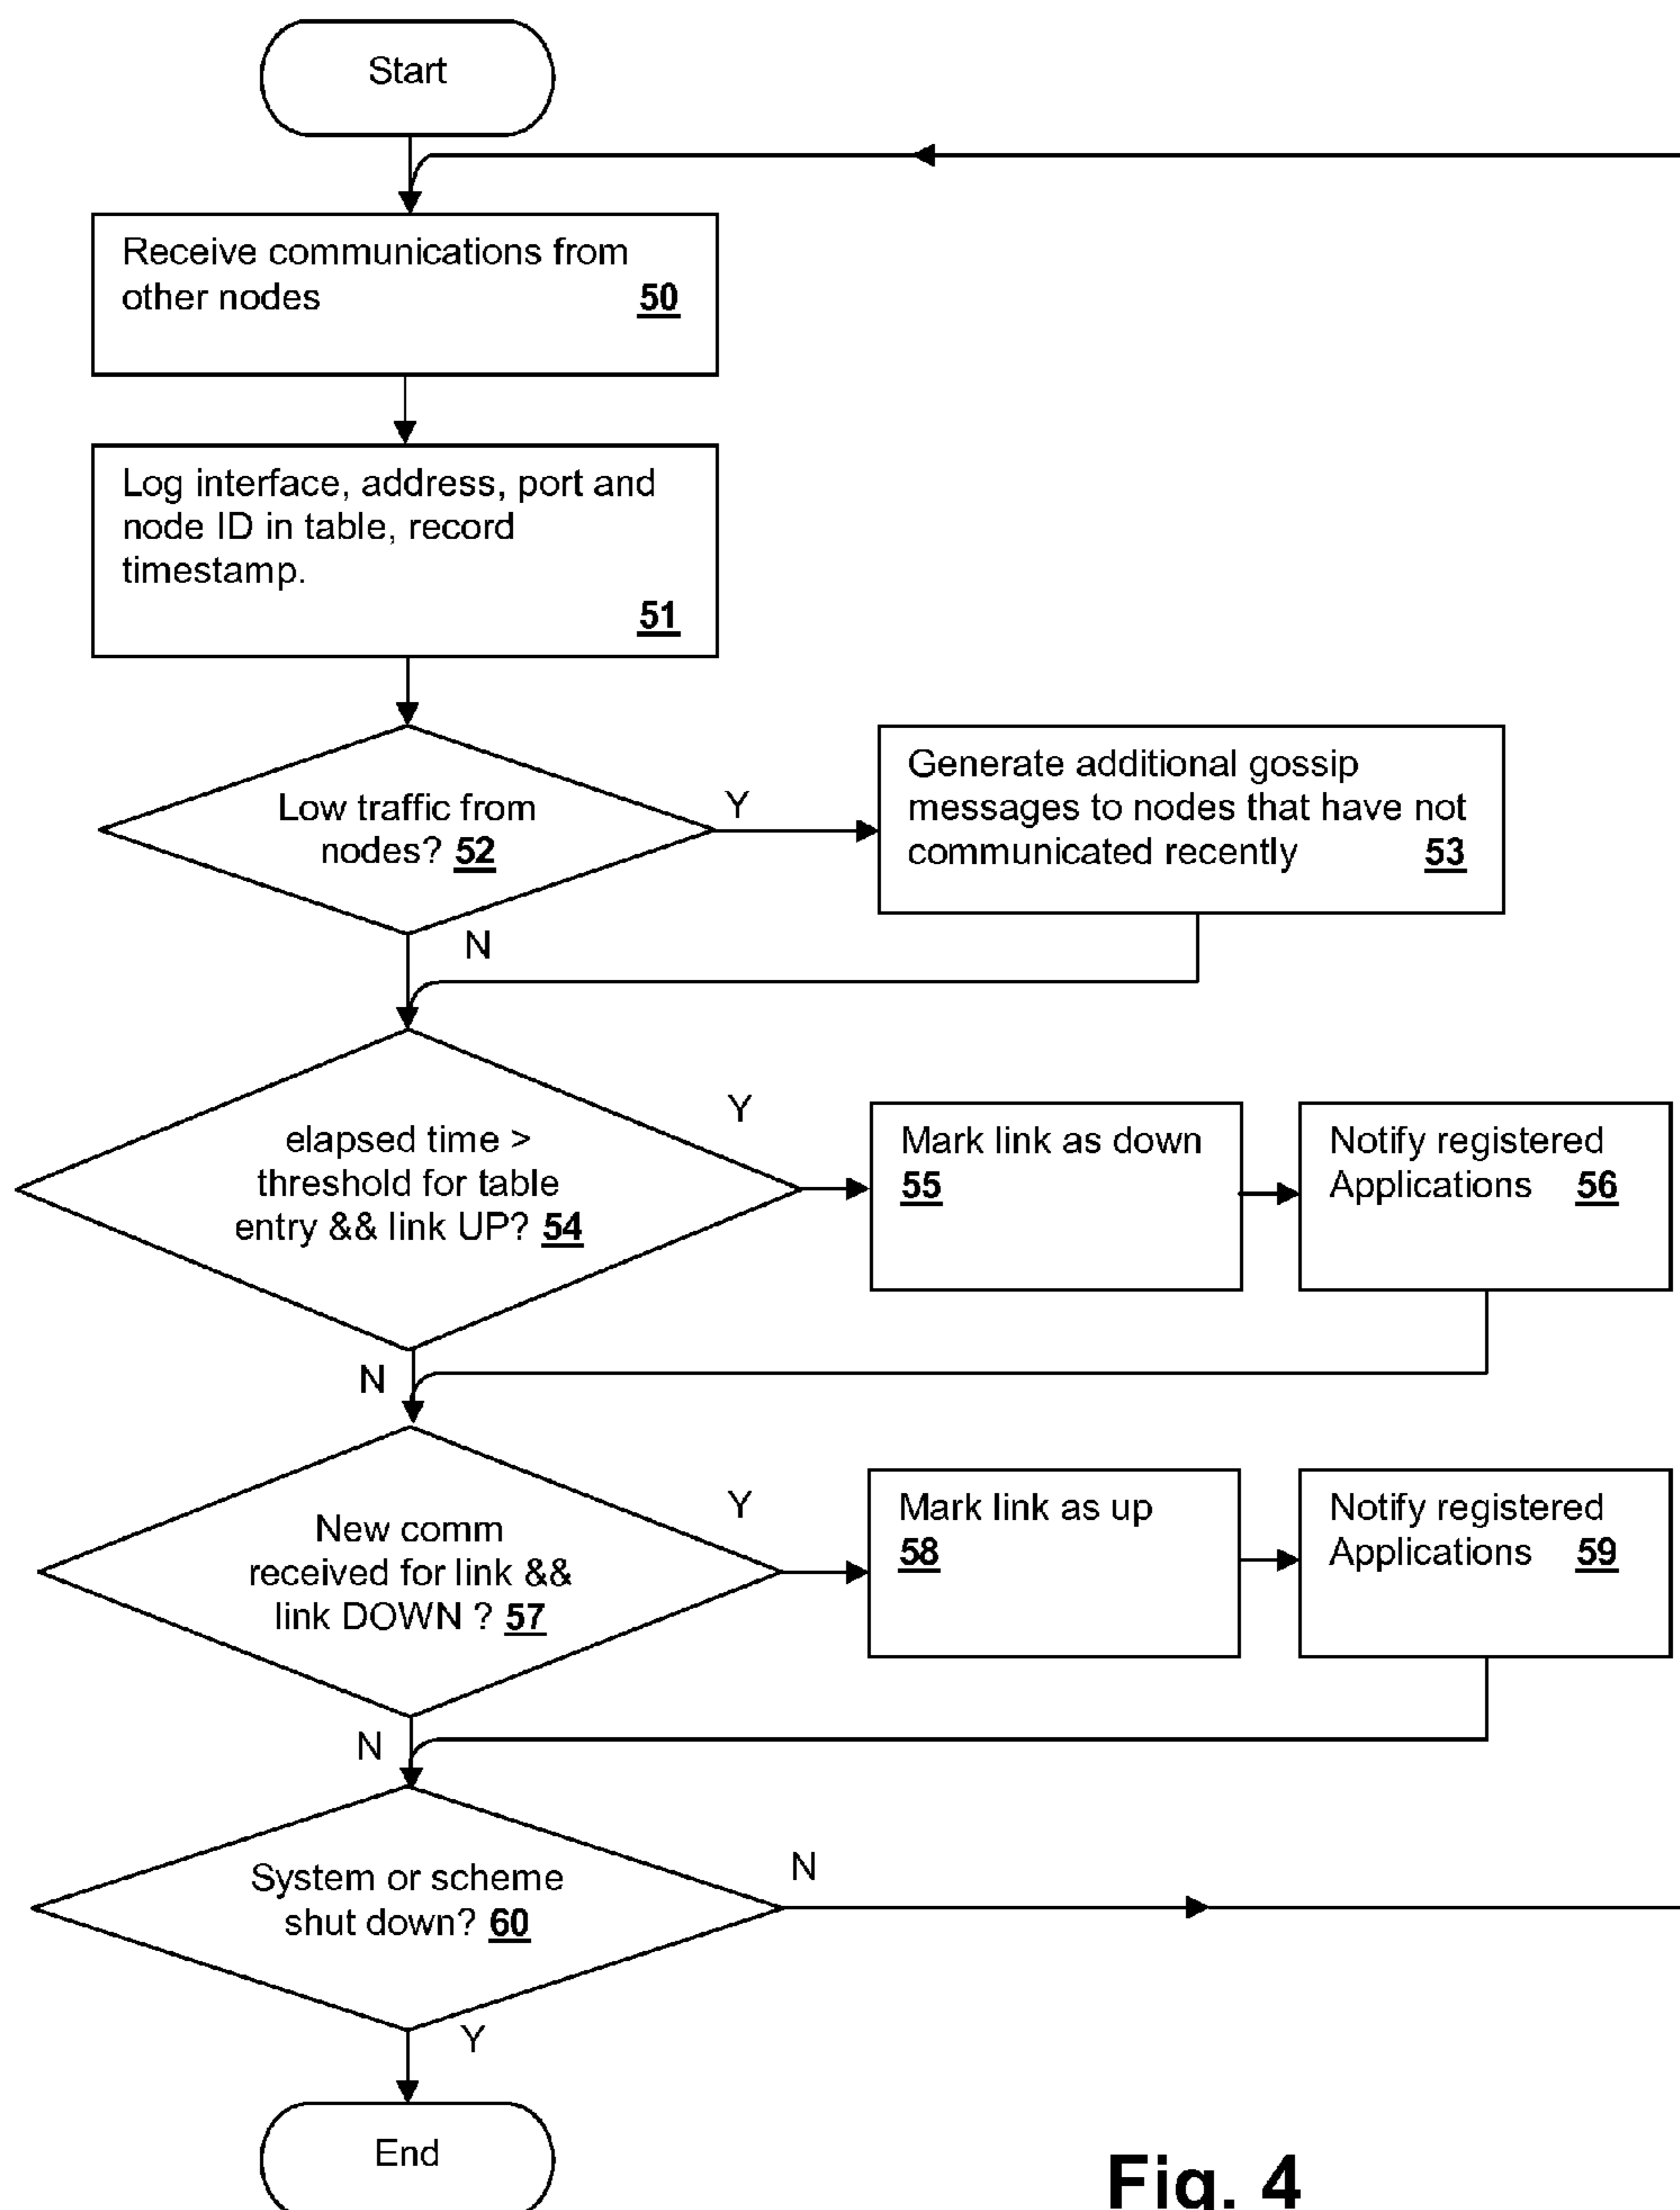 Start
Receive communications from
other nodes 50
Log interface, address, port and
node ID in table, record
timestamp.
51
Low traffic from
nodes? 52
Y
Generate additional gossip
messages to nodes that have not
communicated recently 53
N
elapsed time >
threshold for table
entry && link UP? 54
Y
Mark link as down
55
Notify registered
Applications 56
N
New comm
received for link &&
link DOWN ? 57
Y
Mark link as up
58
Notify registered
Applications 59
N
System or scheme
shut down? 60
N
Y
End
Fig. 4